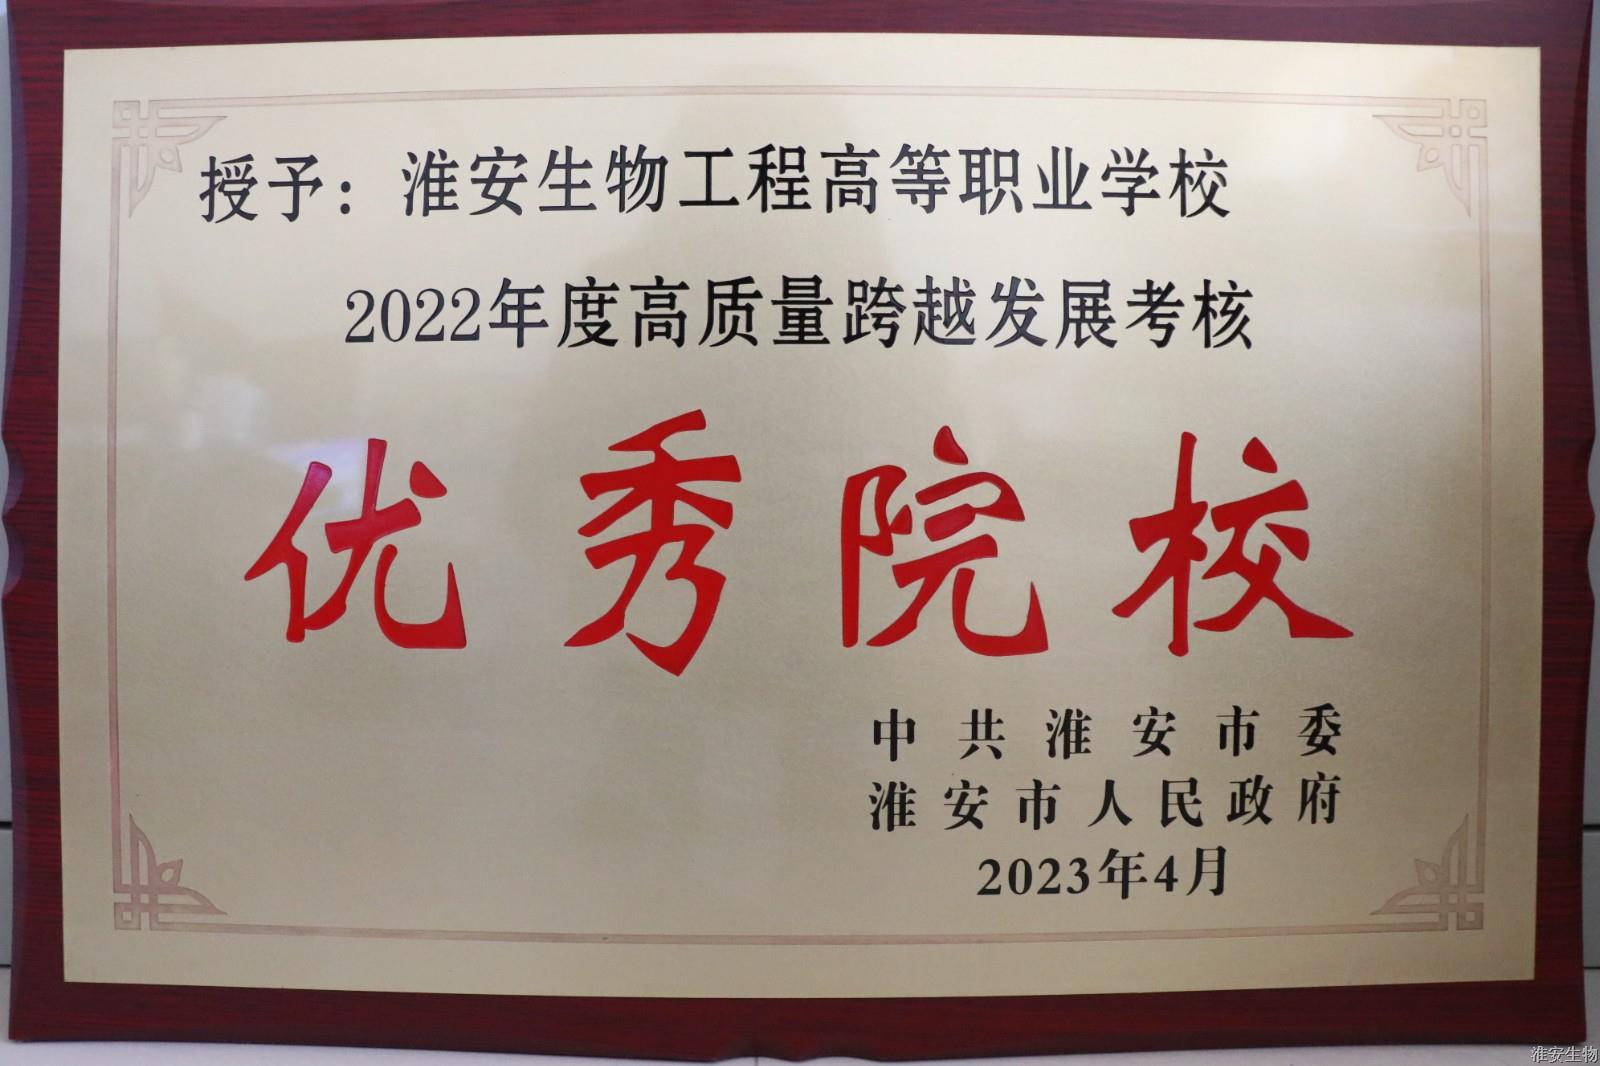 授予：淮安生物工程高等职业学校
2022年度高质量跨越发展考核
优秀院校
中共淮安市委
淮安市人民政府
2023年4月
淮安生物